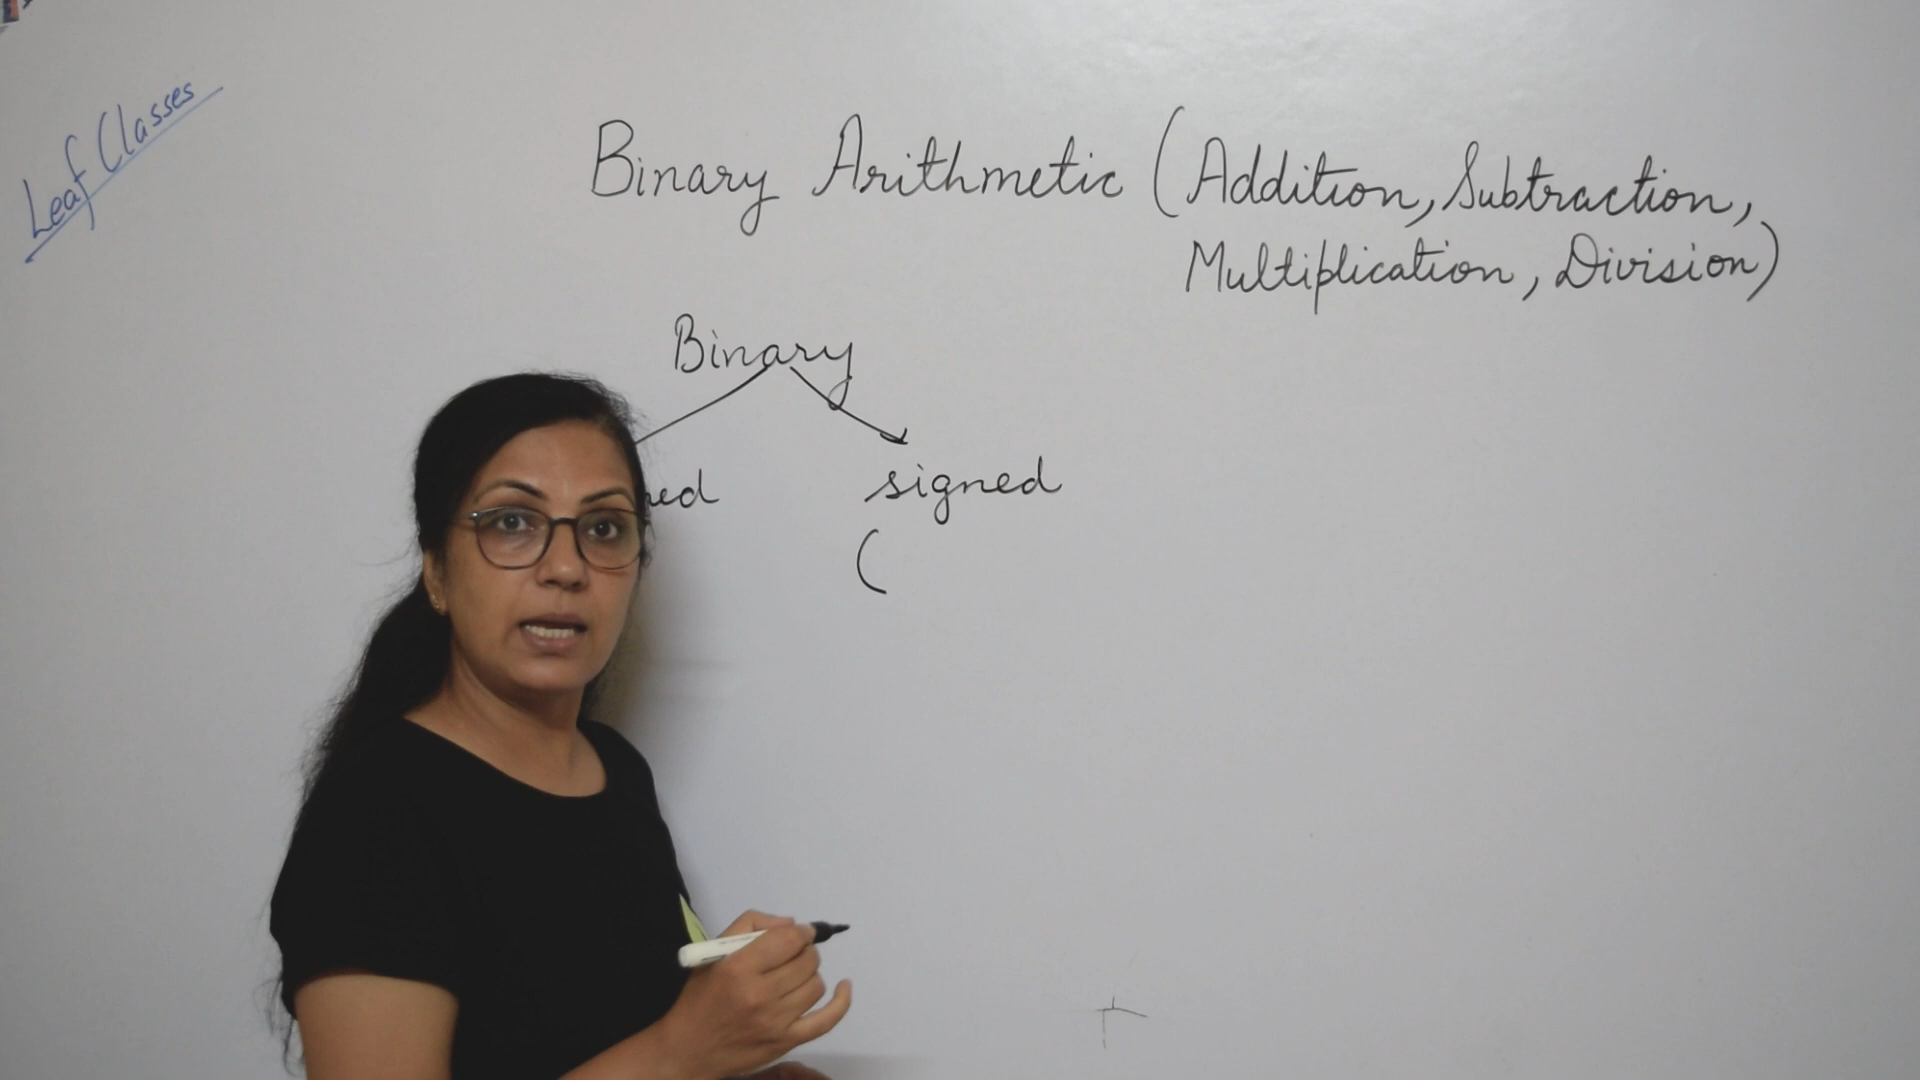 Leaf Classes
Binary Arithmetic (Addition, Subtraction,
Multiplication, Division)
Binary
signed
(